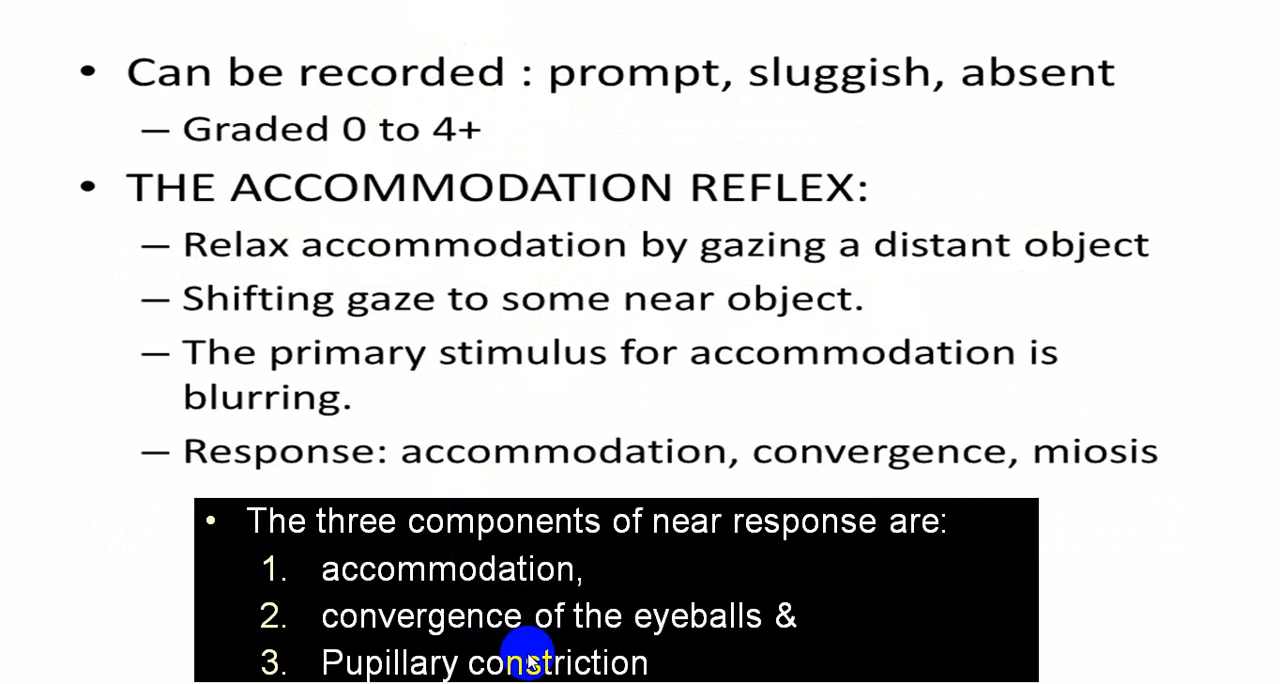 • Can be recorded : prompt, sluggish, absent
– Graded 0 to 4+
• THE ACCOMMODATION REFLEX:
– Relax accommodation by gazing a distant object
– Shifting gaze to some near object.
– The primary stimulus for accommodation is
blurring.
– Response: accommodation, convergence, miosis
• The three components of near response are:
1. accommodation,
2. convergence of the eyeballs &
3. Pupillary constriction